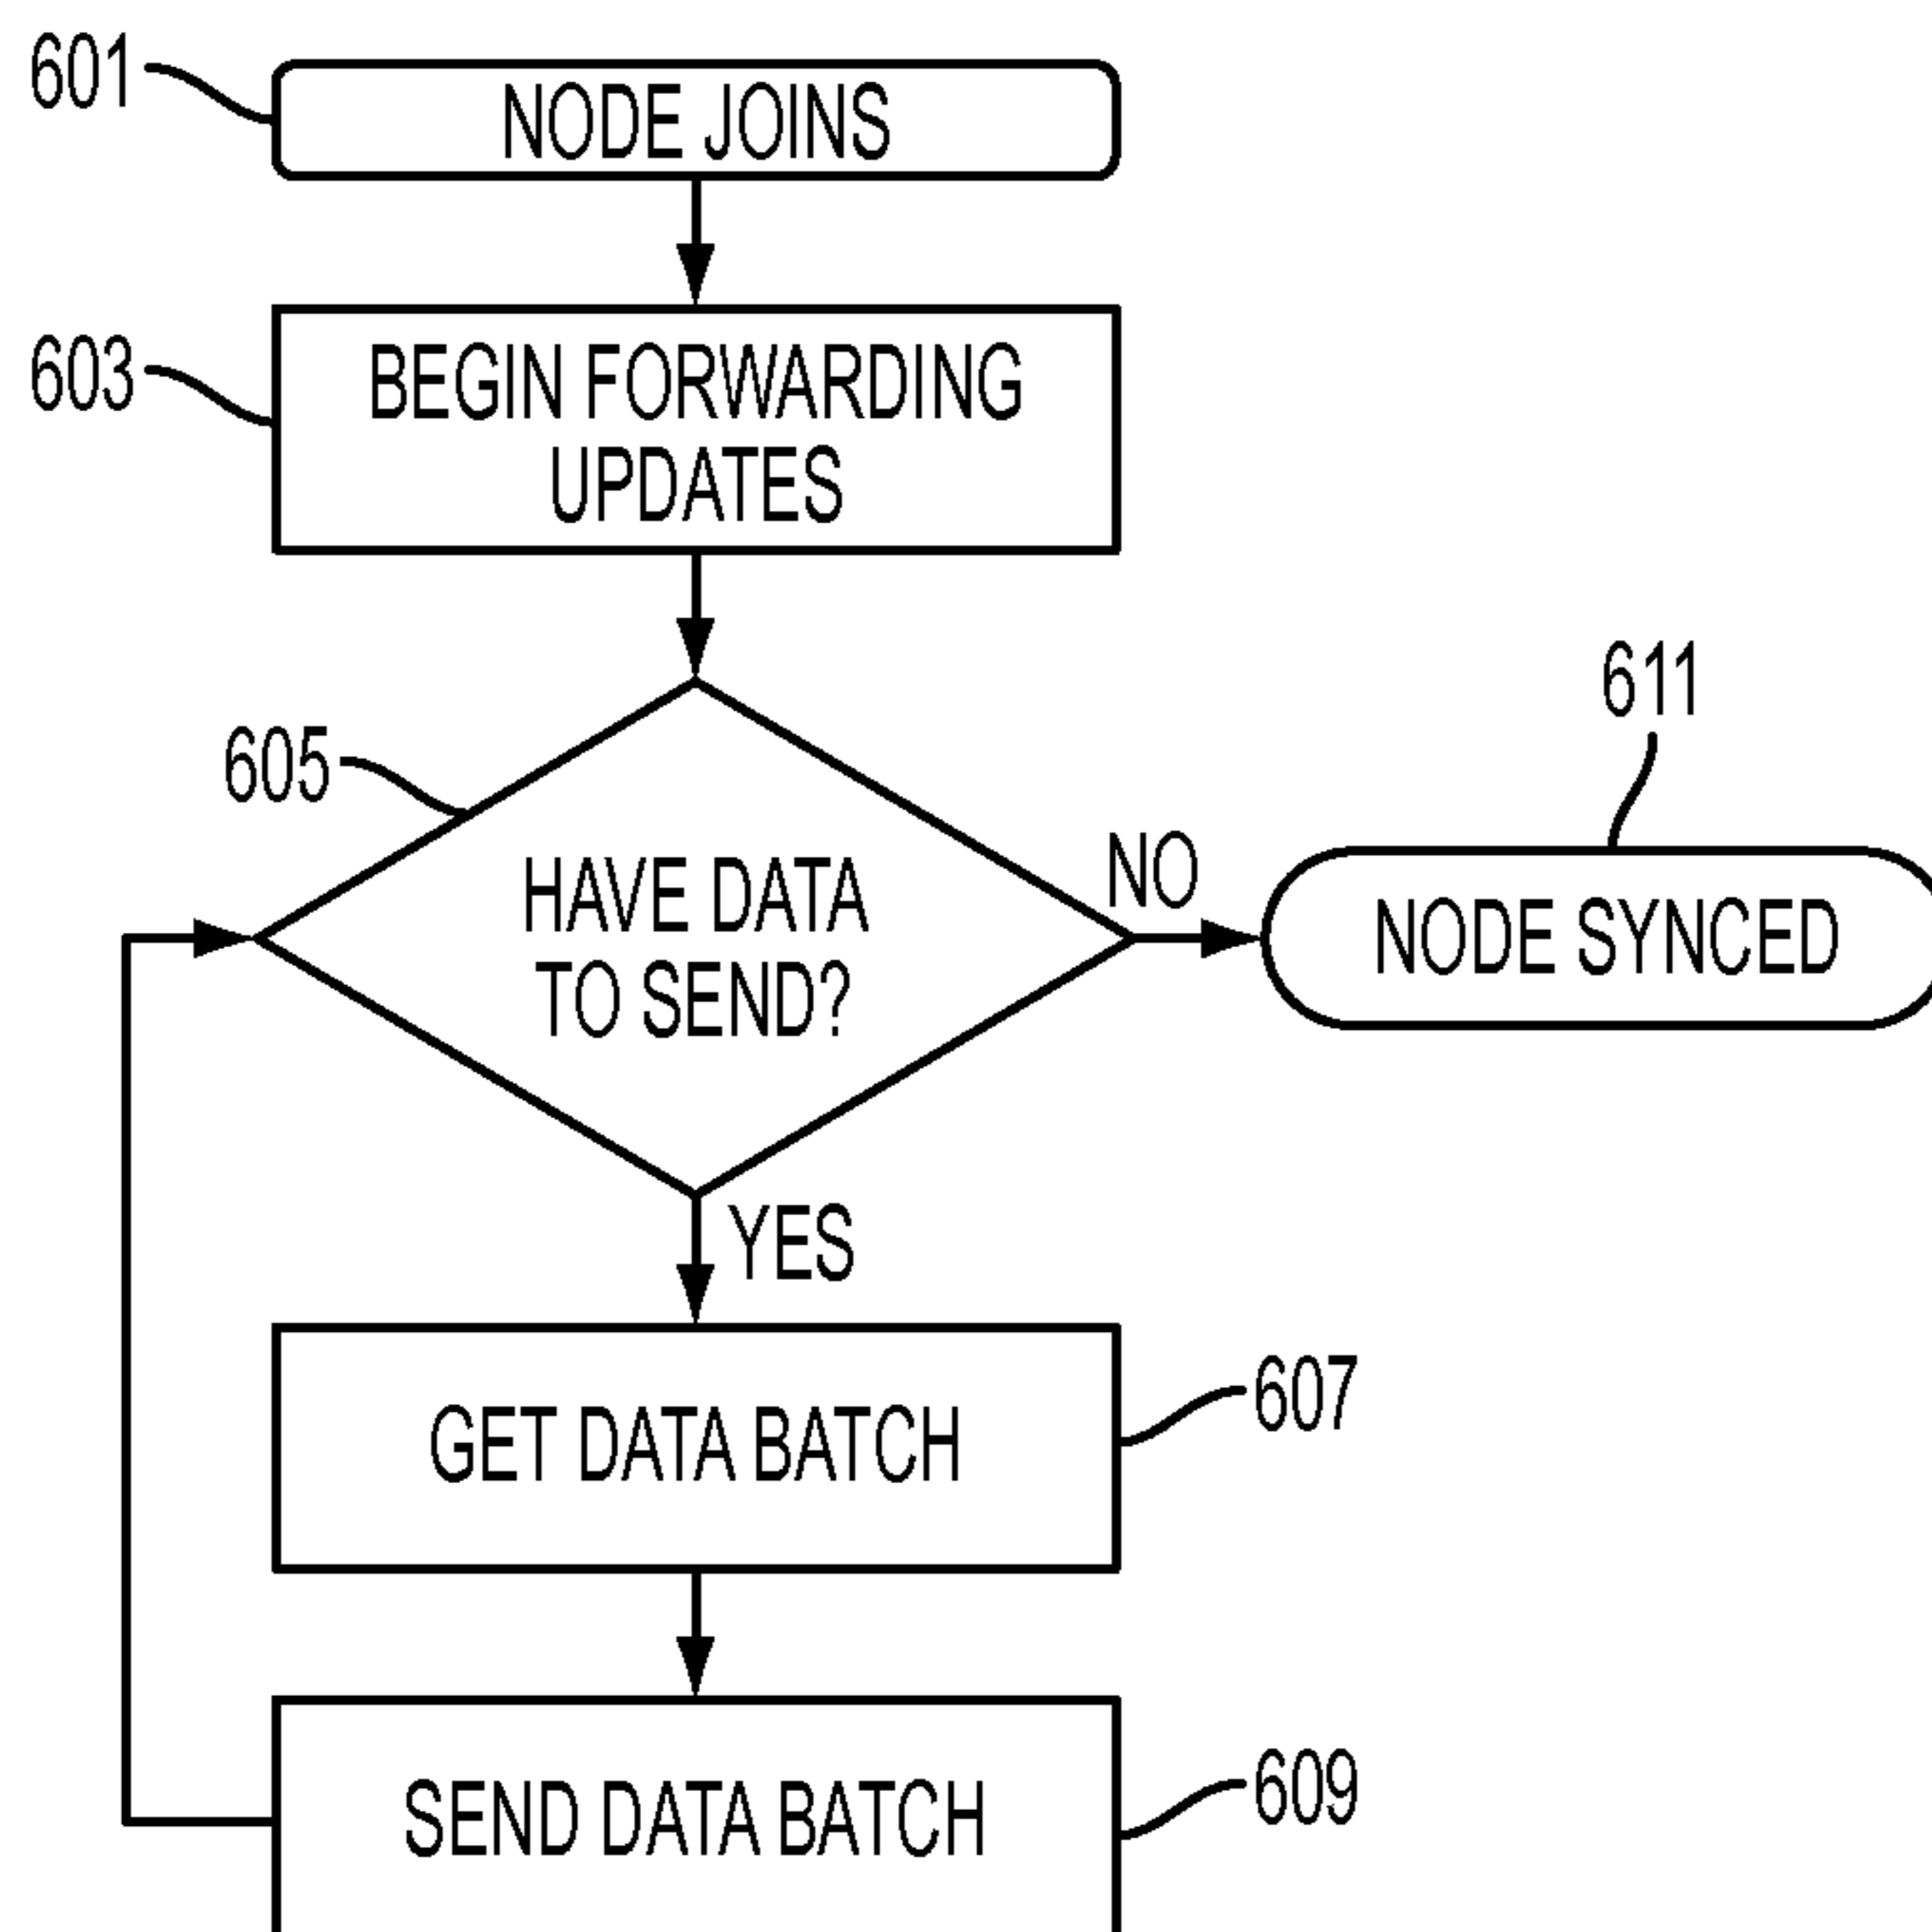 601
NODE JOINS
603
BEGIN FORWARDING
UPDATES
605
HAVE DATA
TO SEND?
NO
611
NODE SYNCED
YES
GET DATA BATCH
607
SEND DATA BATCH
609